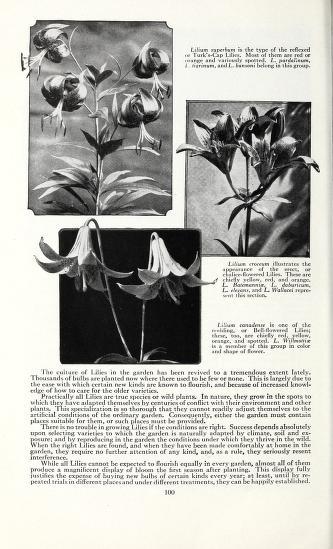 Lilium superbum is the type of the reflexed
or Turk's-Cap Lilies. Most of them are red or
orange and variously spotted. L. pardalinum,
L. tigrinum, and L. hansoni belong in this group.
Lilium croceum illustrates the
appearance of the erect, or
chalice-flowered Lilies. These are
chiefly yellow, red, and orange.
L. Batemanniæ, L. dahuricum,
L. elegans, and L. Wallacei repre-
sent this section.
Lilium canadense is one of the
nodding, or Bell-flowered Lilies;
these, too, are chiefly red, yellow,
orange, and spotted. L. Willmottiæ
is a member of this group in color
and shape of flower.
The culture of Lilies in the garden has been revived to a tremendous extent lately.
Thousands of bulbs are planted now where there used to be few or none. This is largely due to
the ease with which certain new kinds are known to flourish, and because of increased knowl-
edge of how to care for the older varieties.
Practically all Lilies are true species or wild plants. In nature, they grow in the spots to
which they have adapted themselves by centuries of conflict with their environment and other
plants. This specialization is so thorough that they cannot readily adjust themselves to the
artificial conditions of the ordinary garden. Consequently, either the garden must contain
places suitable for them, or such places must be provided.
There is no trouble in growing Lilies if the conditions are right. Success depends absolutely
upon selecting varieties to which the garden is naturally adapted by climate, soil and ex-
posure; and by reproducing in the garden the conditions under which they thrive in the wild.
When the right Lilies are found, and when they have been made comfortably at home in the
garden, they require no further attention of any kind, and, as a rule, they seriously resent
interference.
While all Lilies cannot be expected to flourish equally in every garden, almost all of them
produce a magnificent display of bloom the first season after planting. This display fully
justifies the expense of buying new bulbs of certain kinds every year; at least, until by re-
peated trials in different places and under different treatments, they can be happily established.
100